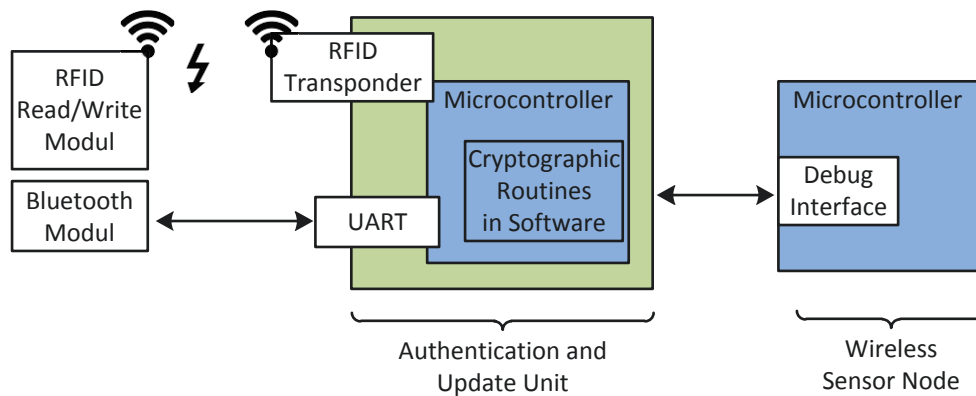 RFID
Read/Write
Modul
Bluetooth
Modul
RFID
Transponder
UART
Microcontroller
Cryptographic
Routines
in Software
Authentication and
Update Unit
Microcontroller
Debug
Interface
Wireless
Sensor Node